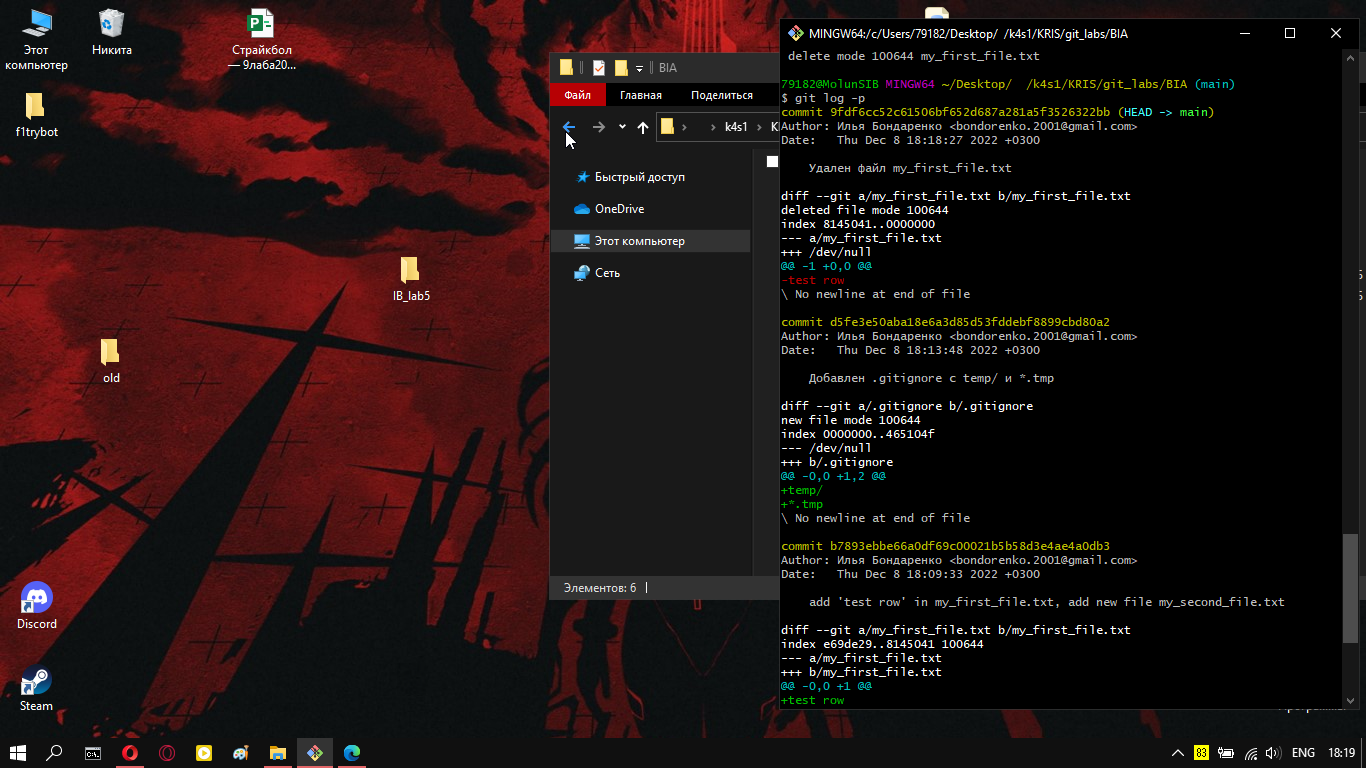 Этот
компьютер
Никита
Страйкбол
— 9лаба20...
f1trybot
IB_lab5
old
Discord
Steam
BIA
Файл
Главная
Поделиться
k4s1
Быстрый доступ
OneDrive
Этот компьютер
Сеть
Элементов: 6
MINGW64:/c/Users/79182/Desktop/ /k4s1/KRIS/git_labs/BIA
delete mode 100644 my_first_file.txt
79182@MolunSIB MINGW64 ~/Desktop/ /k4s1/KRIS/git_labs/BIA (main)
$ git log -p
commit 9fdf6cc52c61506bf652d687a281a5f3526322bb (HEAD -> main)
Author: Илья Бондаренко <bondorenko.2001@gmail.com>
Date: Thu Dec 8 18:18:27 2022 +0300
Удален файл my_first_file.txt
diff --git a/my_first_file.txt b/my_first_file.txt
deleted file mode 100644
index 8145041..0000000
--- a/my_first_file.txt
+++ /dev/null
@@ -1 +0,0 @@
-test row
\ No newline at end of file
commit d5fe3e50aba18e6a3d85d53fddebf8899cbd80a2
Author: Илья Бондаренко <bondorenko.2001@gmail.com>
Date: Thu Dec 8 18:13:48 2022 +0300
Добавлен .gitignore с temp/ и *.tmp
diff --git a/.gitignore b/.gitignore
new file mode 100644
index 0000000..465104f
--- /dev/null
+++ b/.gitignore
@@ -0,0 +1,2 @@
+temp/
+*.tmp
\ No newline at end of file
commit b7893ebbe66a0df69c00021b5b58d3e4ae4a0db3
Author: Илья Бондаренко <bondorenko.2001@gmail.com>
Date: Thu Dec 8 18:09:33 2022 +0300
add 'test row' in my_first_file.txt, add new file my_second_file.txt
diff --git a/my_first_file.txt b/my_first_file.txt
index e69de29..8145041 100644
--- a/my_first_file.txt
+++ b/my_first_file.txt
@@ -0,0 +1 @@
+test row
83
ENG
18:19